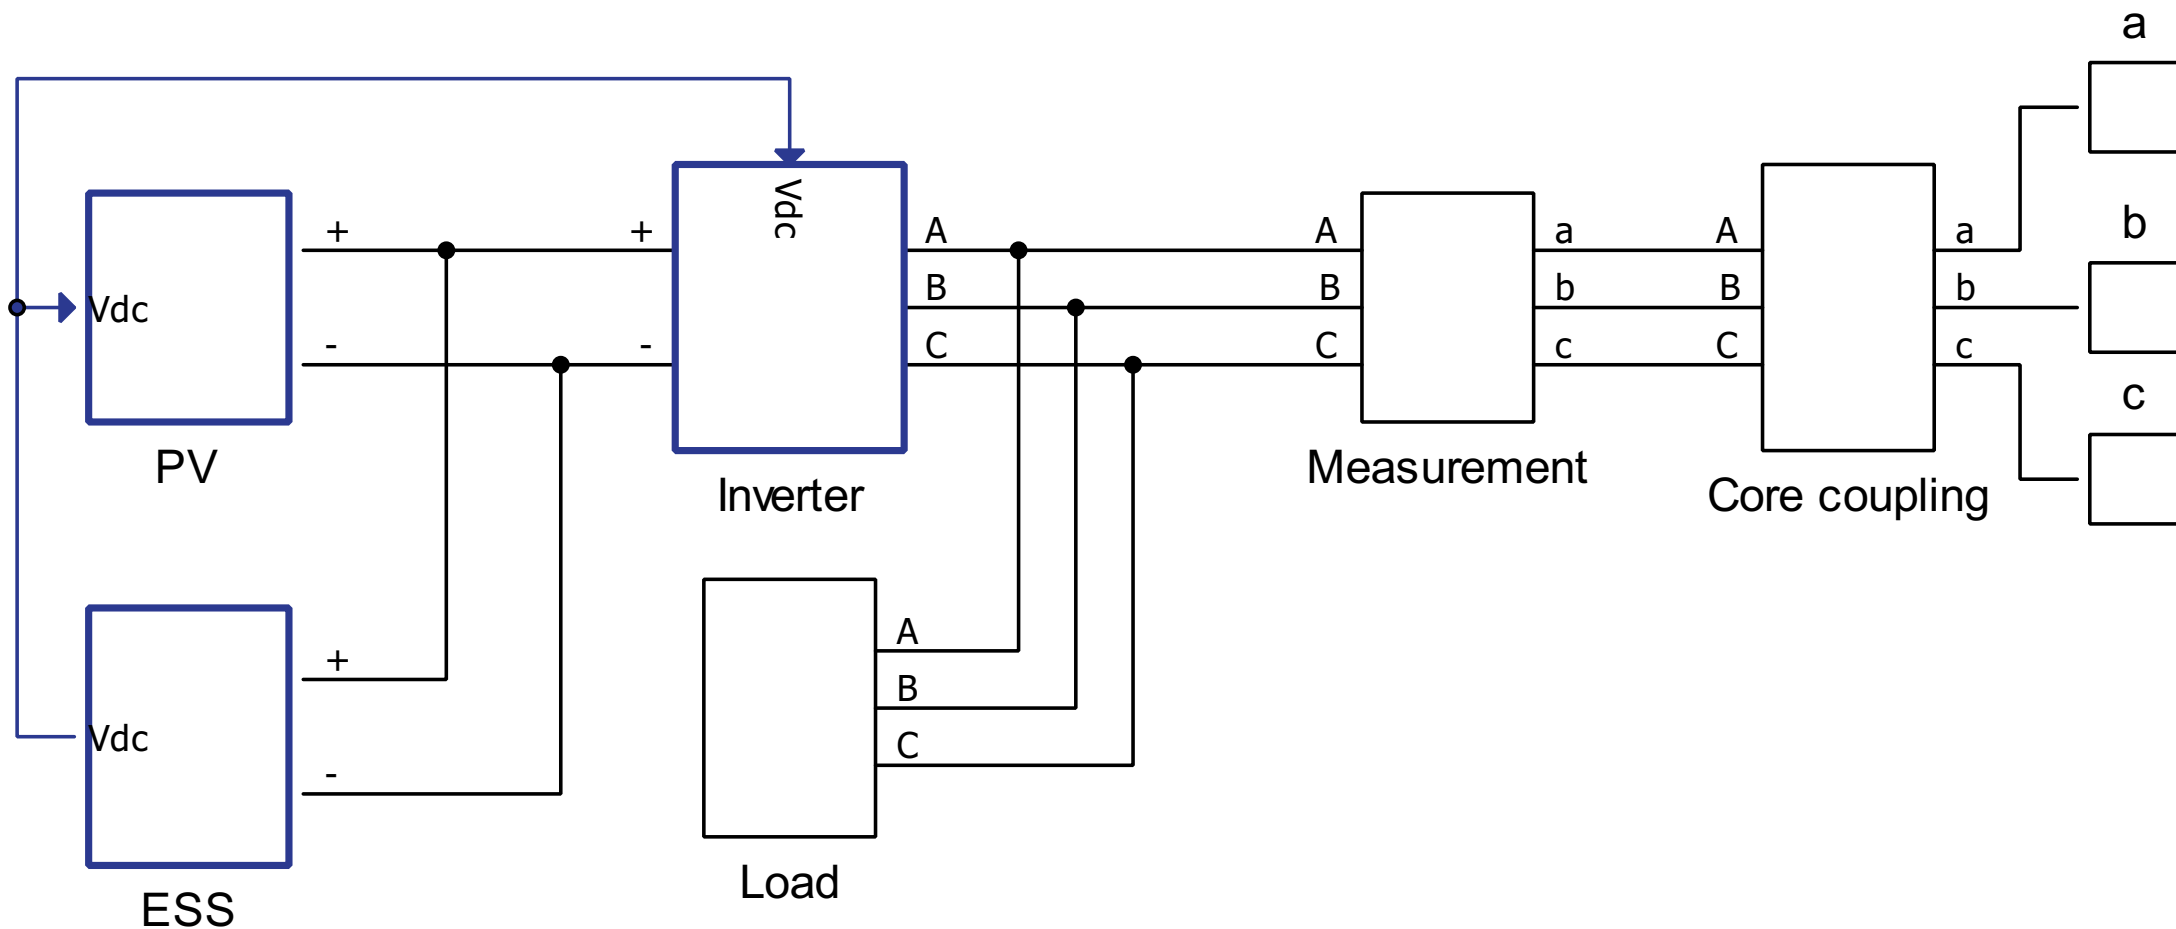 a
Vdc
+ + A A a A a
b
B B b B b
Vdc
- - C C c C c
c
PV
Measurement
Inverter
Core coupling
A
+
B
Vdc
C
-
Load
ESS